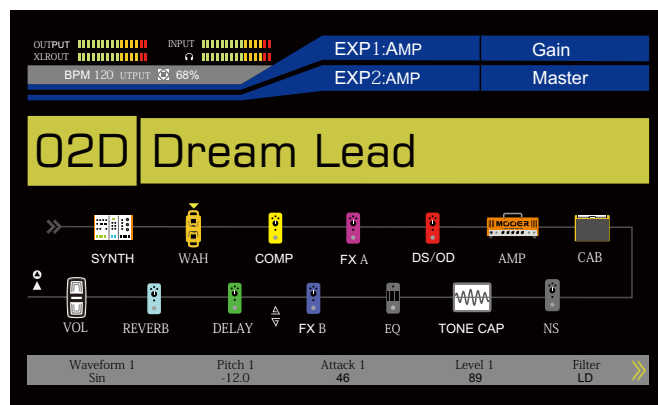 OUTPUT INPUT EXP1:AMP Gain
XLROUT
BPM 120 UTPUT 68% EXP2:AMP Master
02D Dream Lead
MOOER
SYNTH WAH COMP FX A DS/OD AMP CAB
VOL REVERB DELAY FX B EQ TONE CAP NS
Waveform 1 Pitch 1 Attack 1 Level 1 Filter
Sin -12.0 46 89 LD